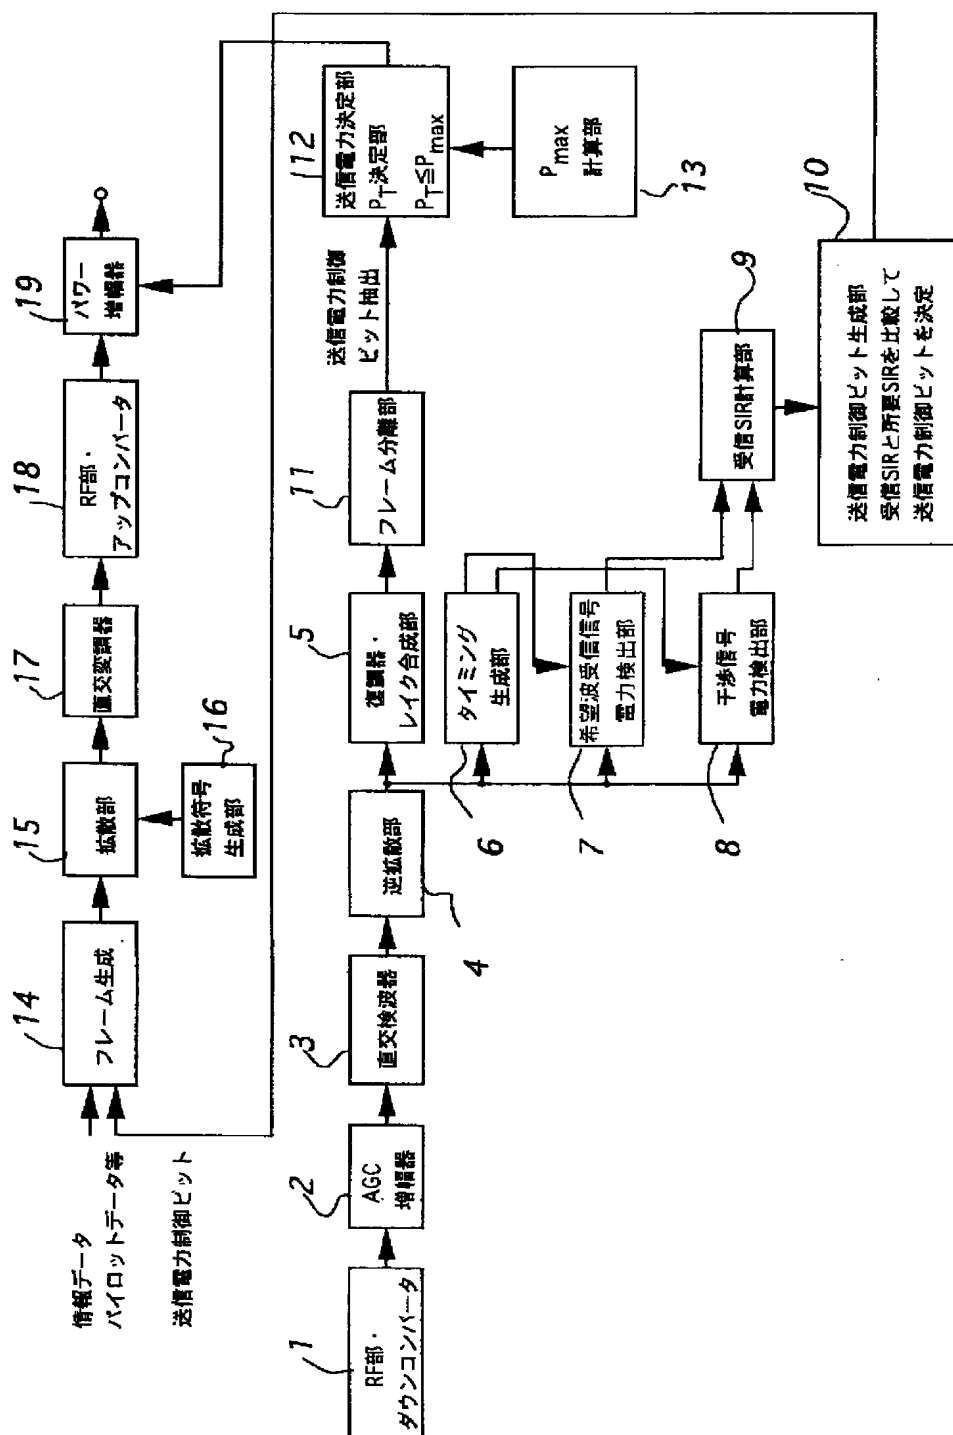 情報データ
パイロットデータ等
送信電力制御ビット
14
フレーム生成
15
拡散部
16
拡散符号
生成部
17
直交変調器
18
RF部・
アップコンバータ
19
パワー
増幅器
1
RF部・
ダウンコンバータ
2
AGC
増幅器
3
直交検波器
4
逆拡散部
5
復調器・
レイク合成部
6
タイミング
生成部
7
希望波受信信号
電力検出部
8
干渉信号
電力検出部
11
フレーム分離部
送信電力制御
ビット抽出
12
送信電力決定部
PT決定部
PT≦Pmax
13
Pmax
計算部
9
受信SIR計算部
10
送信電力制御ビット生成部
受信SIRと所要SIRを比較して
送信電力制御ビットを決定